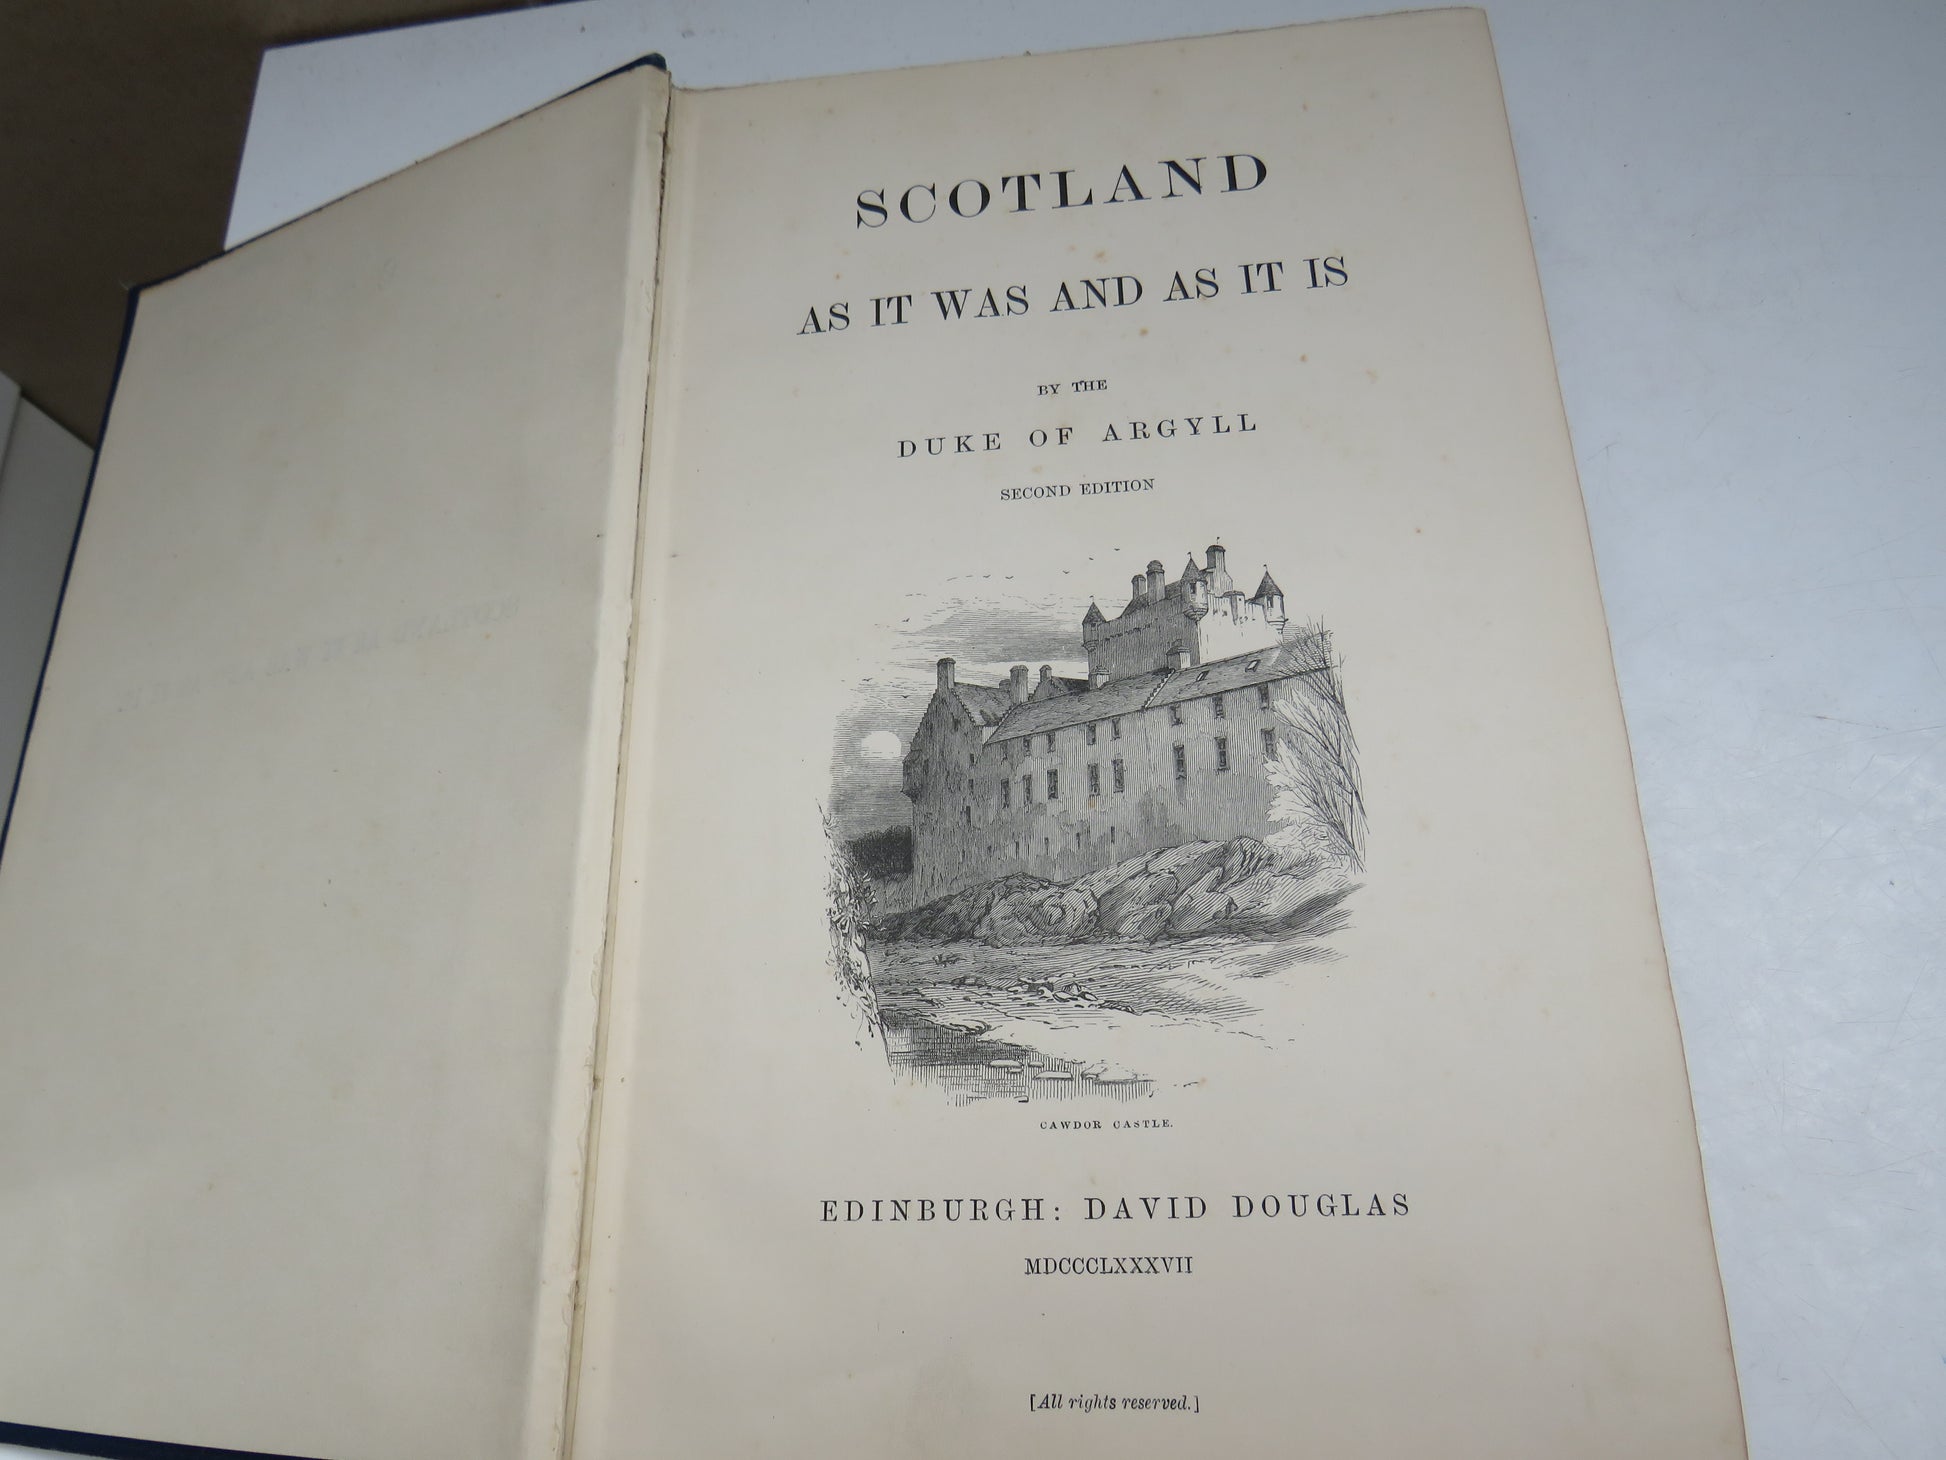 SCOTLAND
AS IT WAS AND AS IT IS
BY THE
DUKE OF ARGYLL
SECOND EDITION
CAWDOR CASTLE.
EDINBURGH: DAVID DOUGLAS
MDCCCLXXXVII
[All rights reserved.]